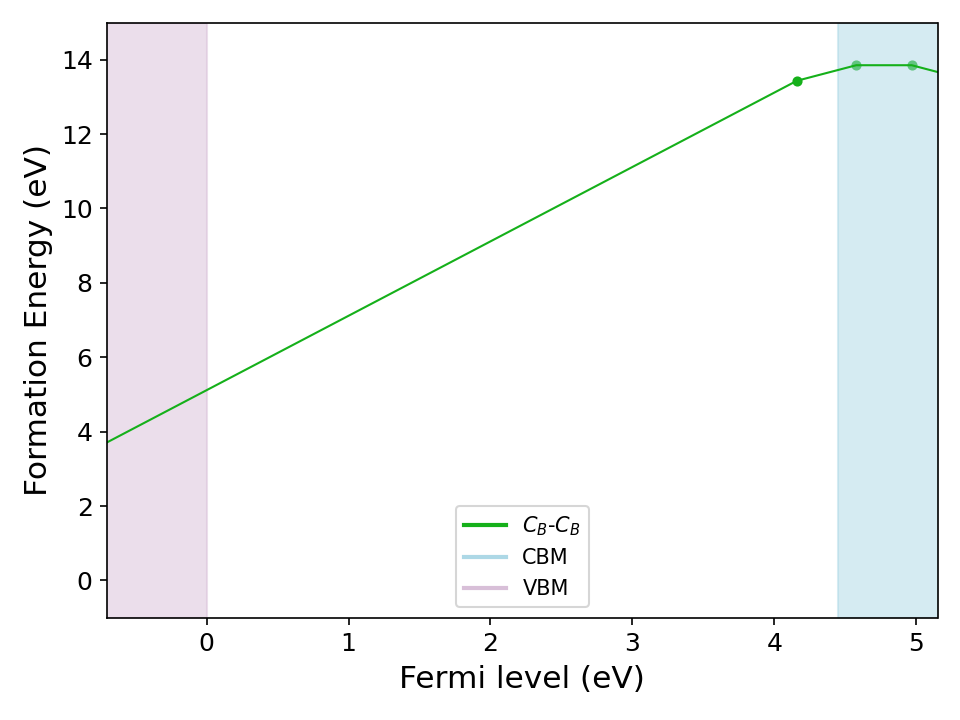 14
12
10
8
6
4
2
0
Formation Energy (eV)
C_B-C_B
CBM
VBM
0 1 2 3 4 5
Fermi level (eV)